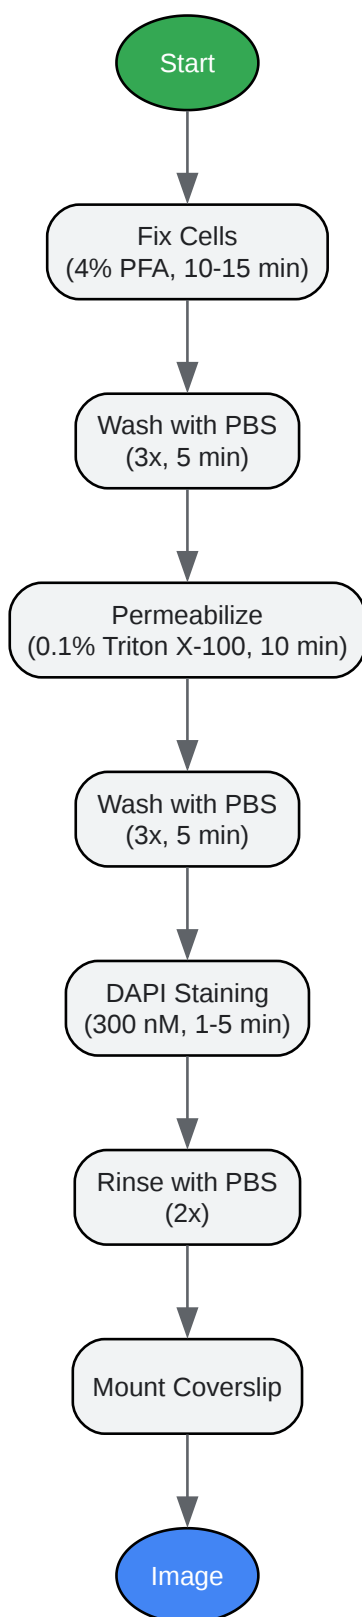 Start
Fix Cells
(4% PFA, 10-15 min)
Wash with PBS
(3x, 5 min)
Permeabilize
(0.1% Triton X-100, 10 min)
Wash with PBS
(3x, 5 min)
DAPI Staining
(300 nM, 1-5 min)
Rinse with PBS
(2x)
Mount Coverslip
Image